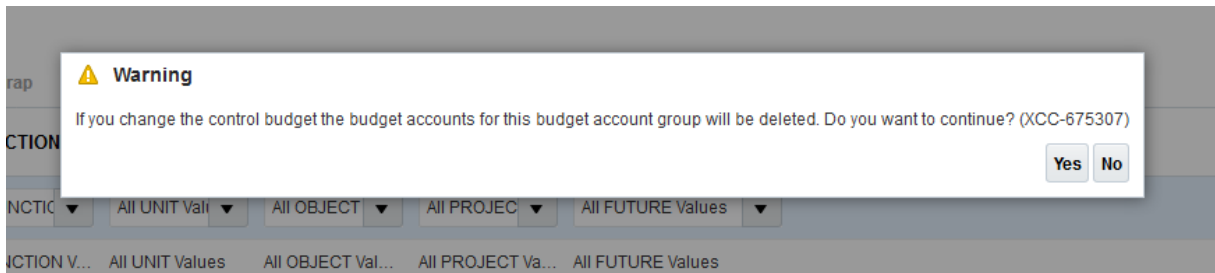 Warning
rap
If you change the control budget the budget accounts for this budget account group will be deleted. Do you want to continue? (XCC-675307)
CTION
Yes No
NCTIC All UNIT Valu All OBJECT All PROJEC All FUTURE Values
NCTION V... All UNIT Values All OBJECT Val... All PROJECT Va... All FUTURE Values